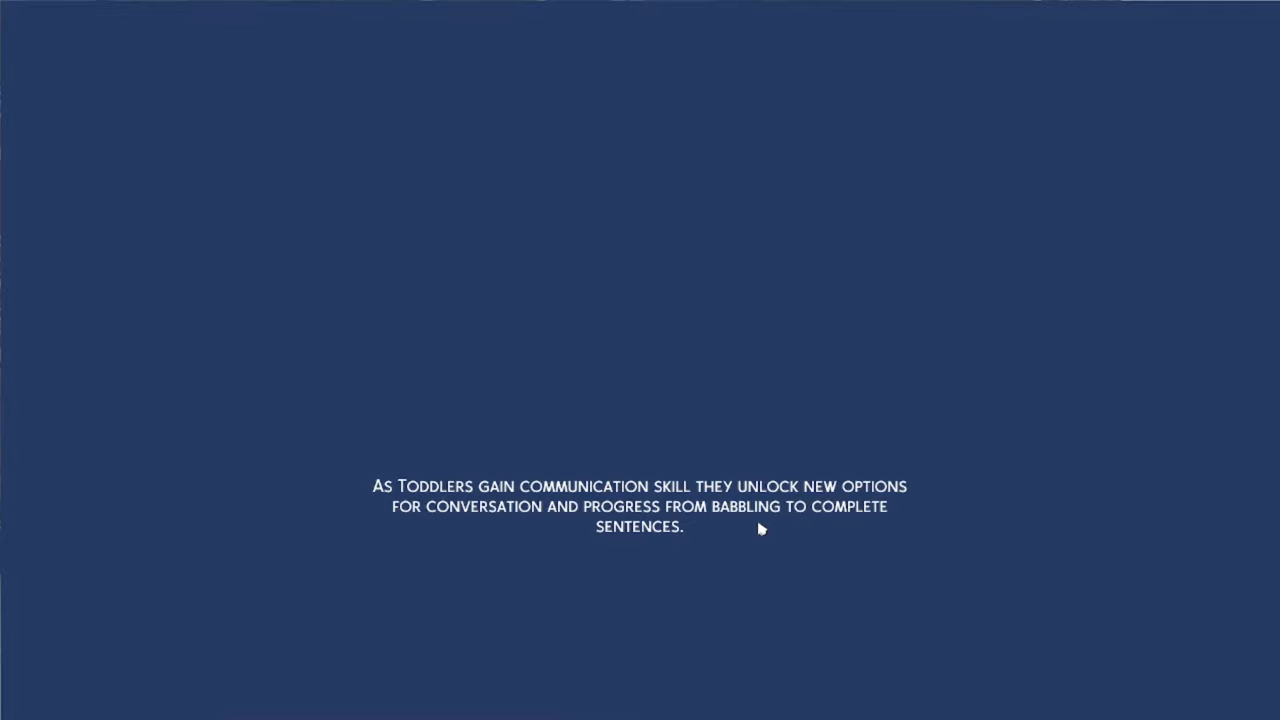 As Toddlers gain communication skill they unlock new options
for conversation and progress from babbling to complete
sentences.